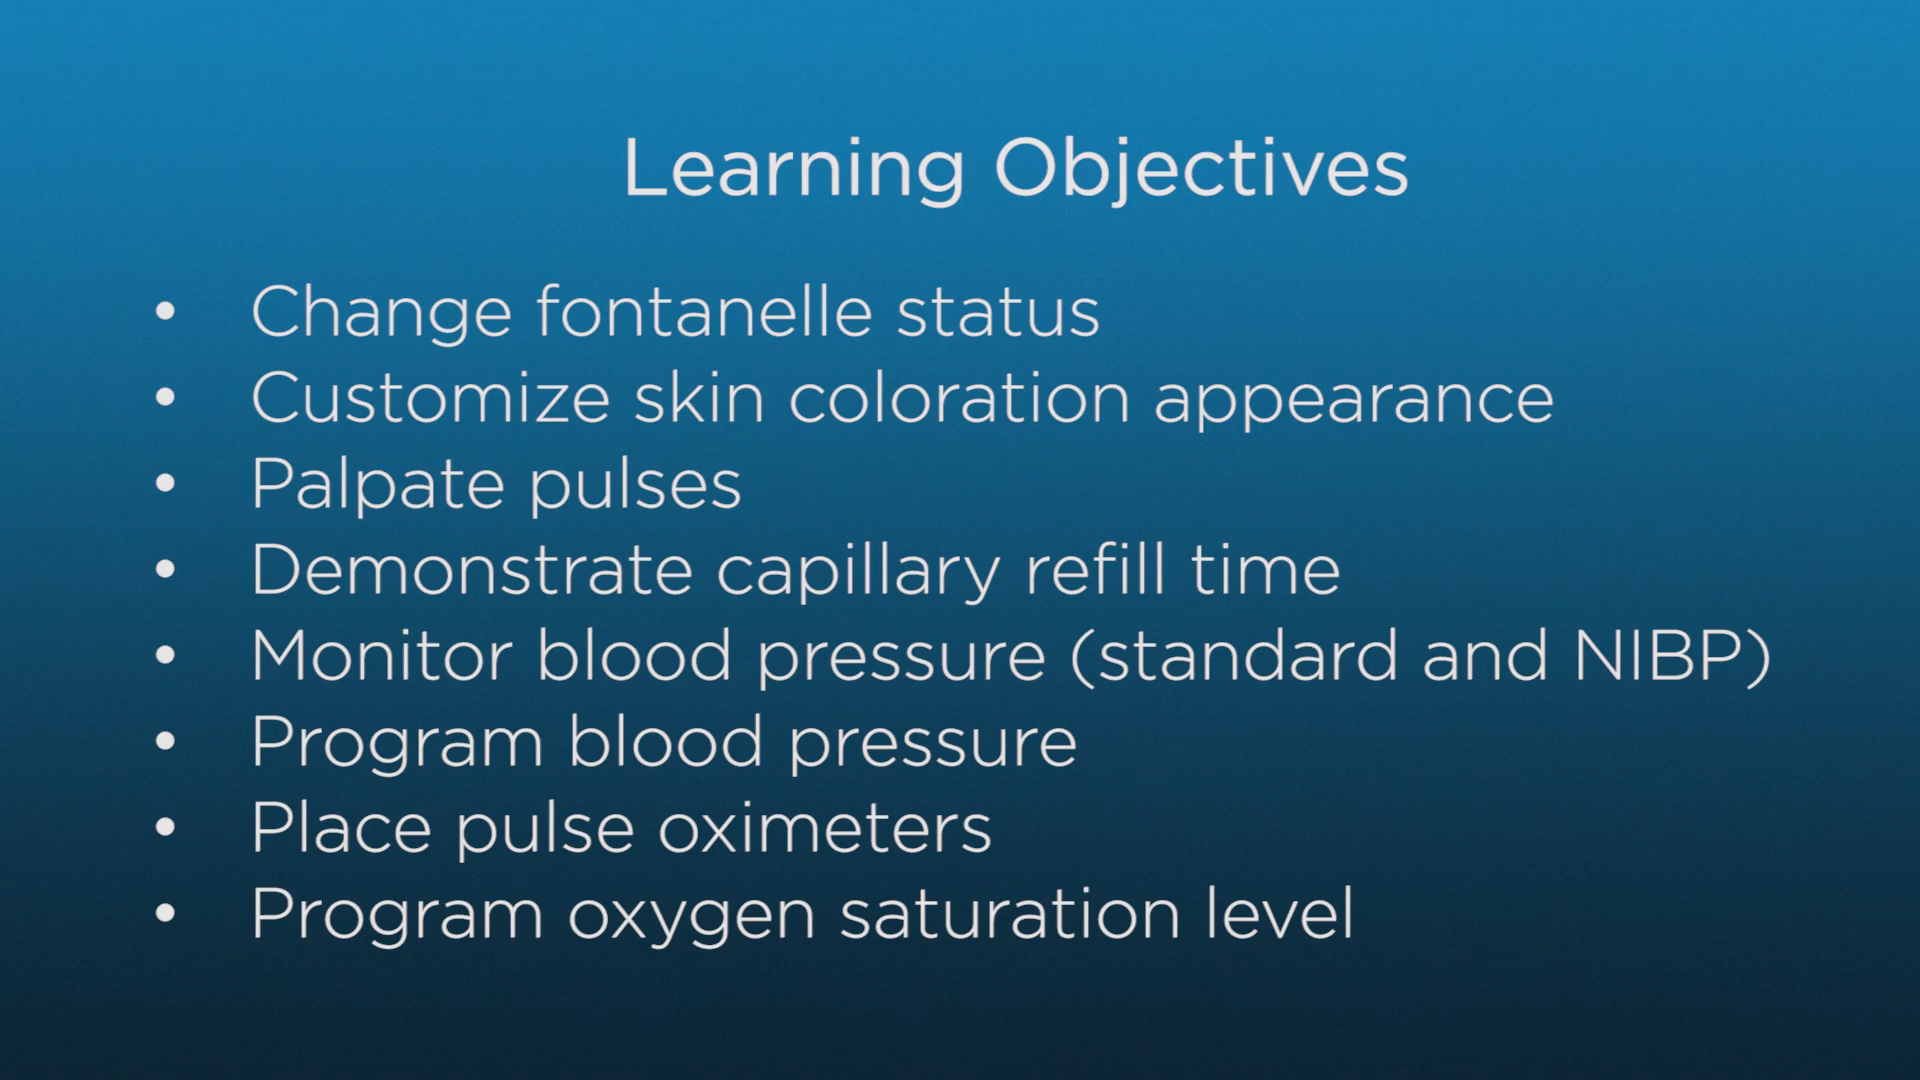 Learning Objectives
• Change fontanelle status
• Customize skin coloration appearance
• Palpate pulses
• Demonstrate capillary refill time
• Monitor blood pressure (standard and NIBP)
• Program blood pressure
• Place pulse oximeters
• Program oxygen saturation level